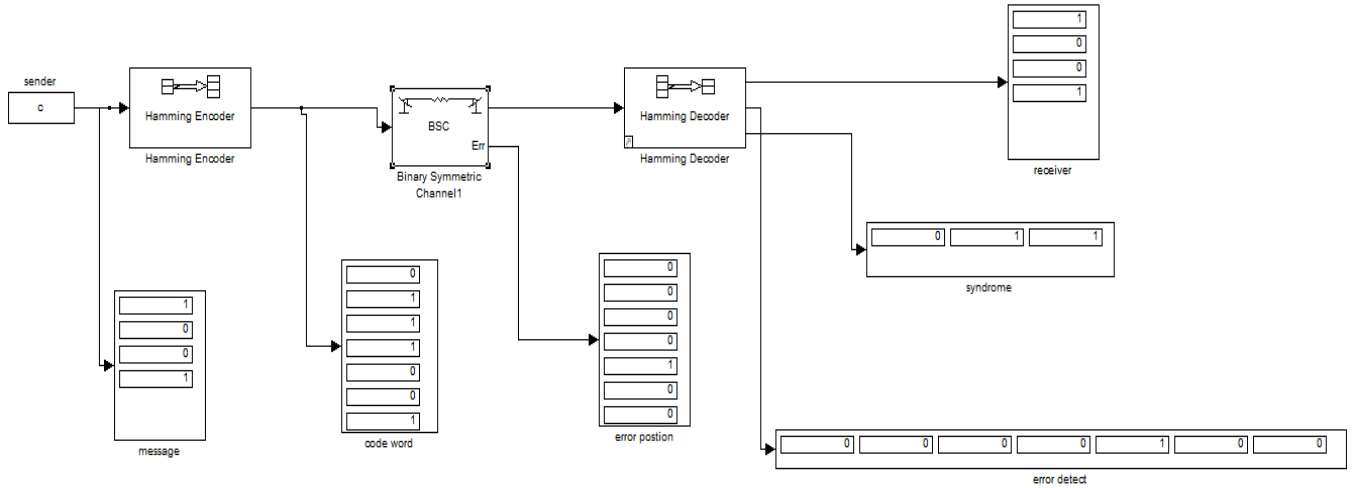 sender
c
Hamming Encoder
Hamming Encoder
BSC
Err
Binary Symmetric
Channel1
Hamming Decoder
Hamming Decoder
1
0
0
1
receiver
0 1 1
syndrome
1
0
0
1
message
0
1
1
1
0
0
1
code word
0
0
0
0
1
0
0
error postion
0 0 0 0 1 0 0
error detect